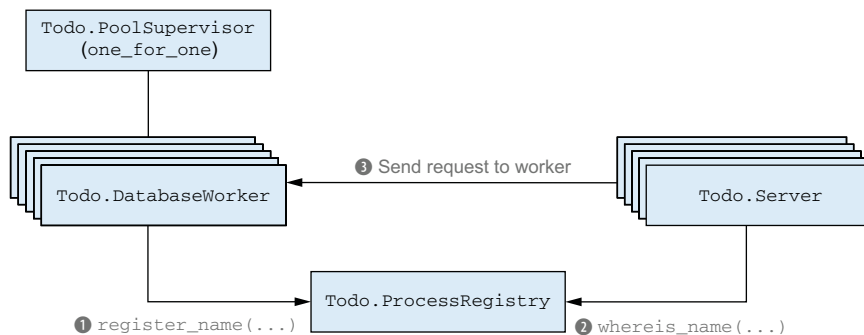 Todo.PoolSupervisor
(one_for_one)
❸ Send request to worker
Todo.DatabaseWorker
Todo.Server
Todo.ProcessRegistry
❶ register_name(...)
❷ whereis_name(...)